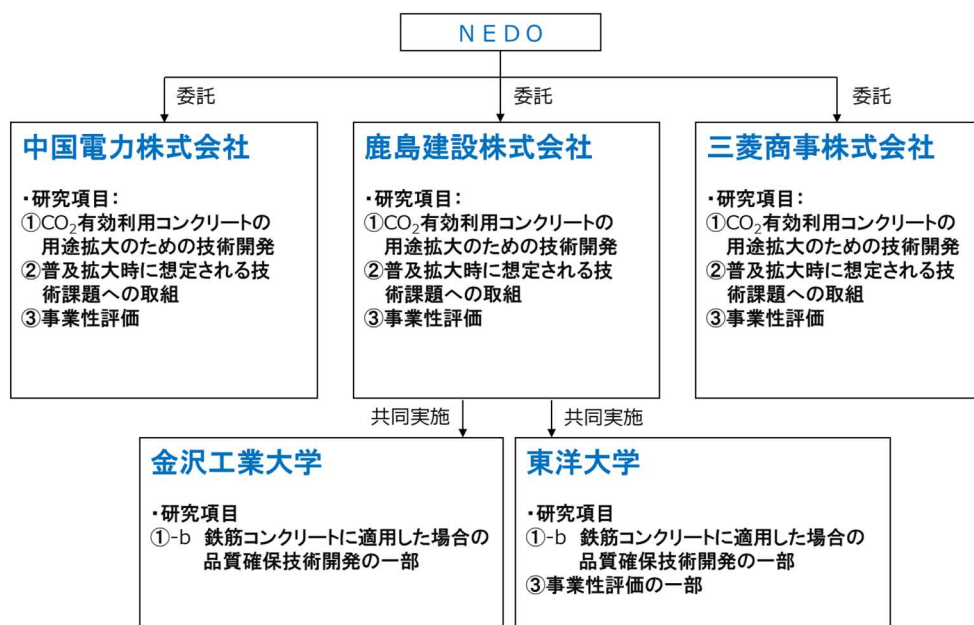 NEDO
委託
委託
委託
中国電力株式会社
・研究項目：
①CO₂有効利用コンクリートの
用途拡大のための技術開発
②普及拡大時に想定される技
術課題への取組
③事業性評価
鹿島建設株式会社
・研究項目：
①CO₂有効利用コンクリートの
用途拡大のための技術開発
②普及拡大時に想定される技
術課題への取組
③事業性評価
三菱商事株式会社
・研究項目：
①CO₂有効利用コンクリートの
用途拡大のための技術開発
②普及拡大時に想定される技
術課題への取組
③事業性評価
共同実施
共同実施
金沢工業大学
・研究項目
①-b 鉄筋コンクリートに適用した場合の
品質確保技術開発の一部
東洋大学
・研究項目
①-b 鉄筋コンクリートに適用した場合の
品質確保技術開発の一部
③事業性評価の一部